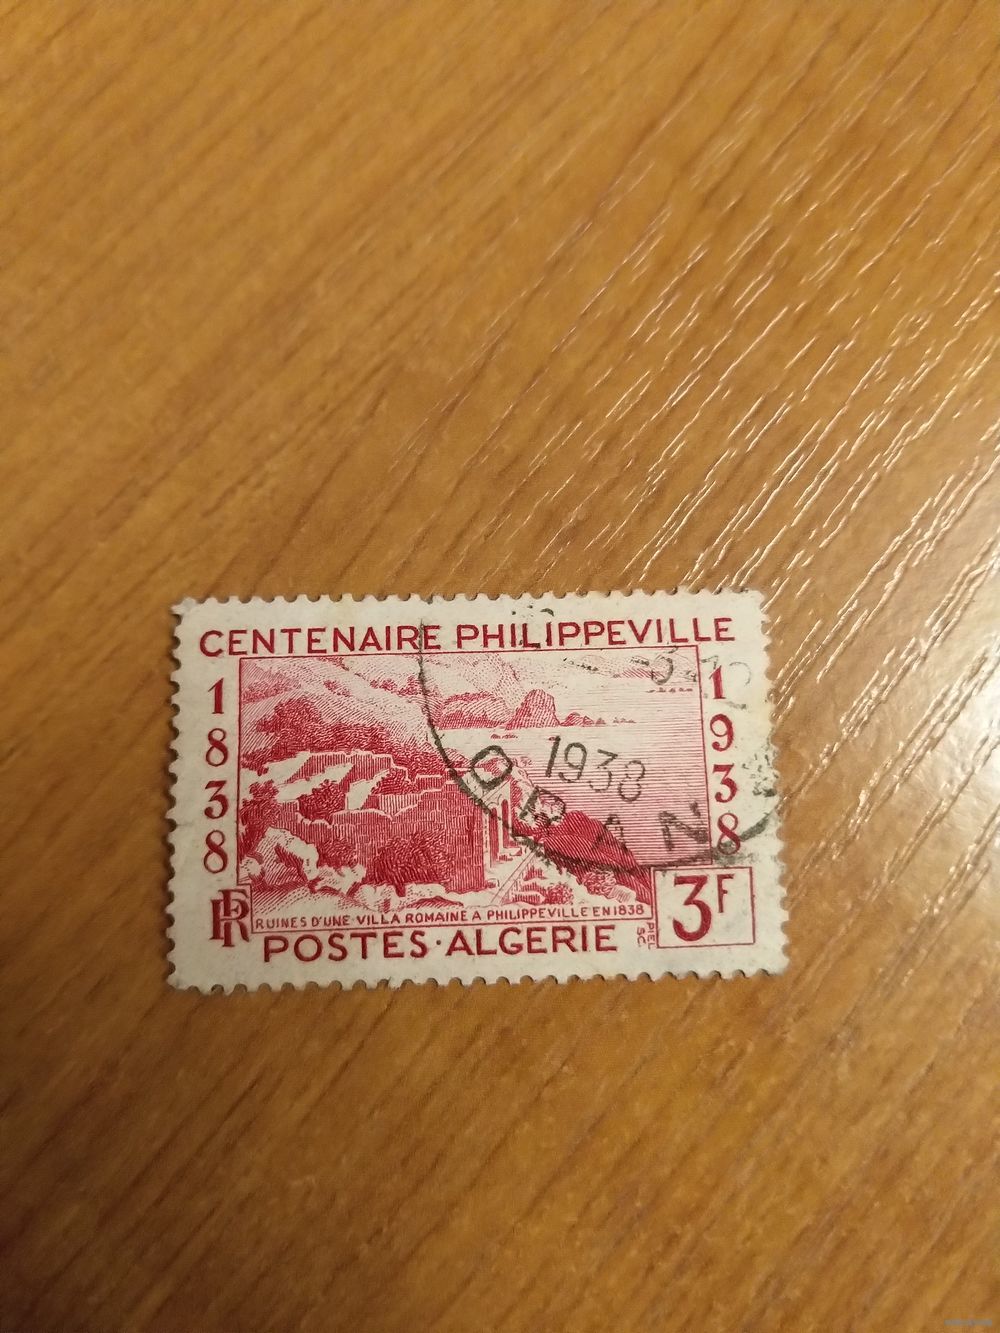 CENTENAIRE PHILIPPEVILLE
1838
1938
1938
ORAN
RF
RUINES D'UNE VILLA ROMAINE A PHILIPPEVILLE EN 1838
3F
POSTES·ALGERIE
PIEL
SC